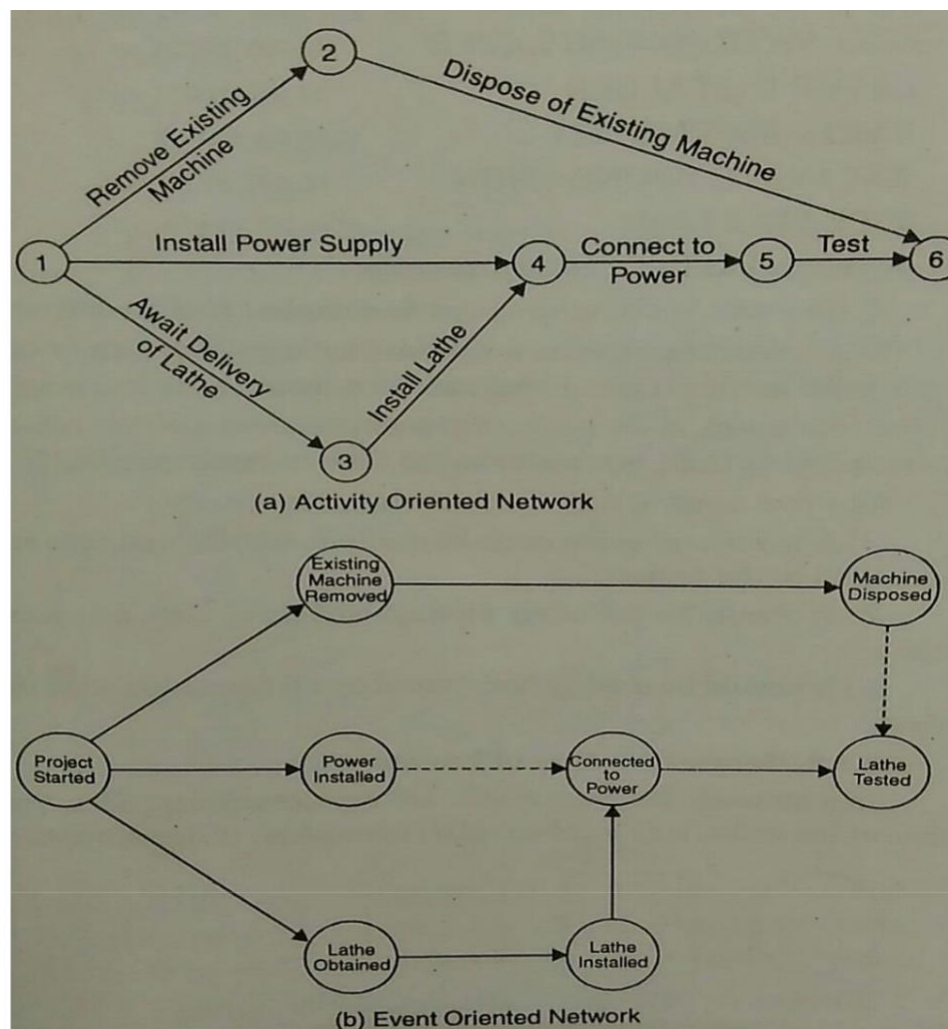 2
Dispose of Existing Machine
Remove Existing
Machine
1
Install Power Supply
4
Connect to
Power
5
Test
6
Await Delivery
of Lathe
Install Lathe
3
(a) Activity Oriented Network
Existing
Machine
Removed
Machine
Disposed
Project
Started
Power
Installed
Connected
to
Power
Lathe
Tested
Lathe
Obtained
Lathe
Installed
(b) Event Oriented Network